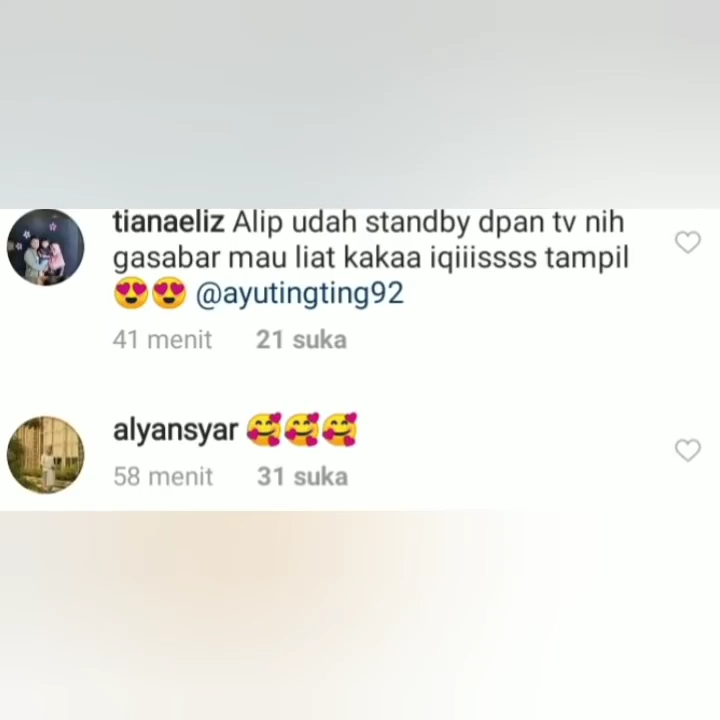 tianaeliz Alip udah standby dpan tv nih
gasabar mau liat kakaa iqiiissss tampil
😍😍 @ayutingting92
41 menit 21 suka
alyansyar 🥰🥰🥰
58 menit 31 suka